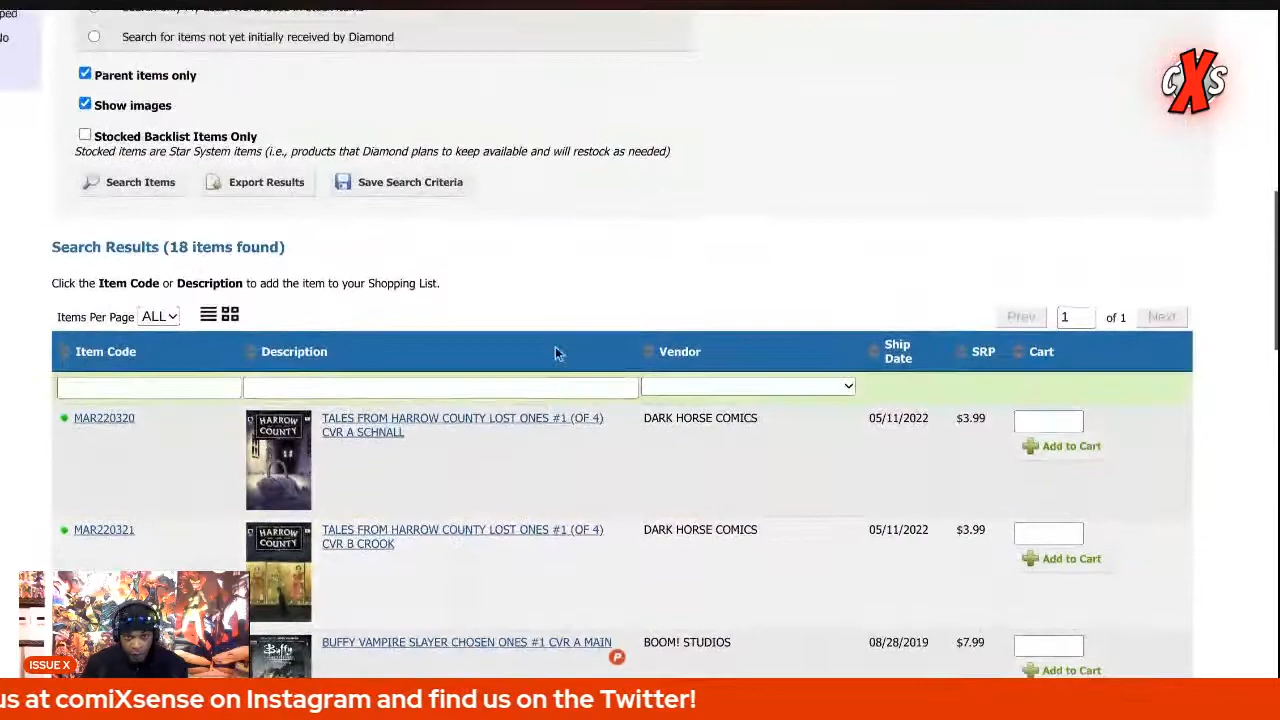 pped
No
Search for items not yet initially received by Diamond
Parent items only
Show images
Stocked Backlist Items Only
Stocked items are Star System items (i.e., products that Diamond plans to keep available and will restock as needed)
Search Items Export Results Save Search Criteria
cXs
Search Results (18 items found)
Click the Item Code or Description to add the item to your Shopping List.
Items Per Page ALL Prev 1 of 1 Next
Item Code Description Vendor Ship Date SRP Cart
MAR220320 TALES FROM HARROW COUNTY LOST ONES #1 (OF 4) DARK HORSE COMICS 05/11/2022 $3.99
CVR A SCHNALL
HARROW COUNTY
Add to Cart
MAR220321 TALES FROM HARROW COUNTY LOST ONES #1 (OF 4) DARK HORSE COMICS 05/11/2022 $3.99
CVR B CROOK
HARROW COUNTY
Add to Cart
BUFFY VAMPIRE SLAYER CHOSEN ONES #1 CVR A MAIN BOOM! STUDIOS 08/28/2019 $7.99
P
Buffy
Add to Cart
ISSUE X
us at comiXsense on Instagram and find us on the Twitter!